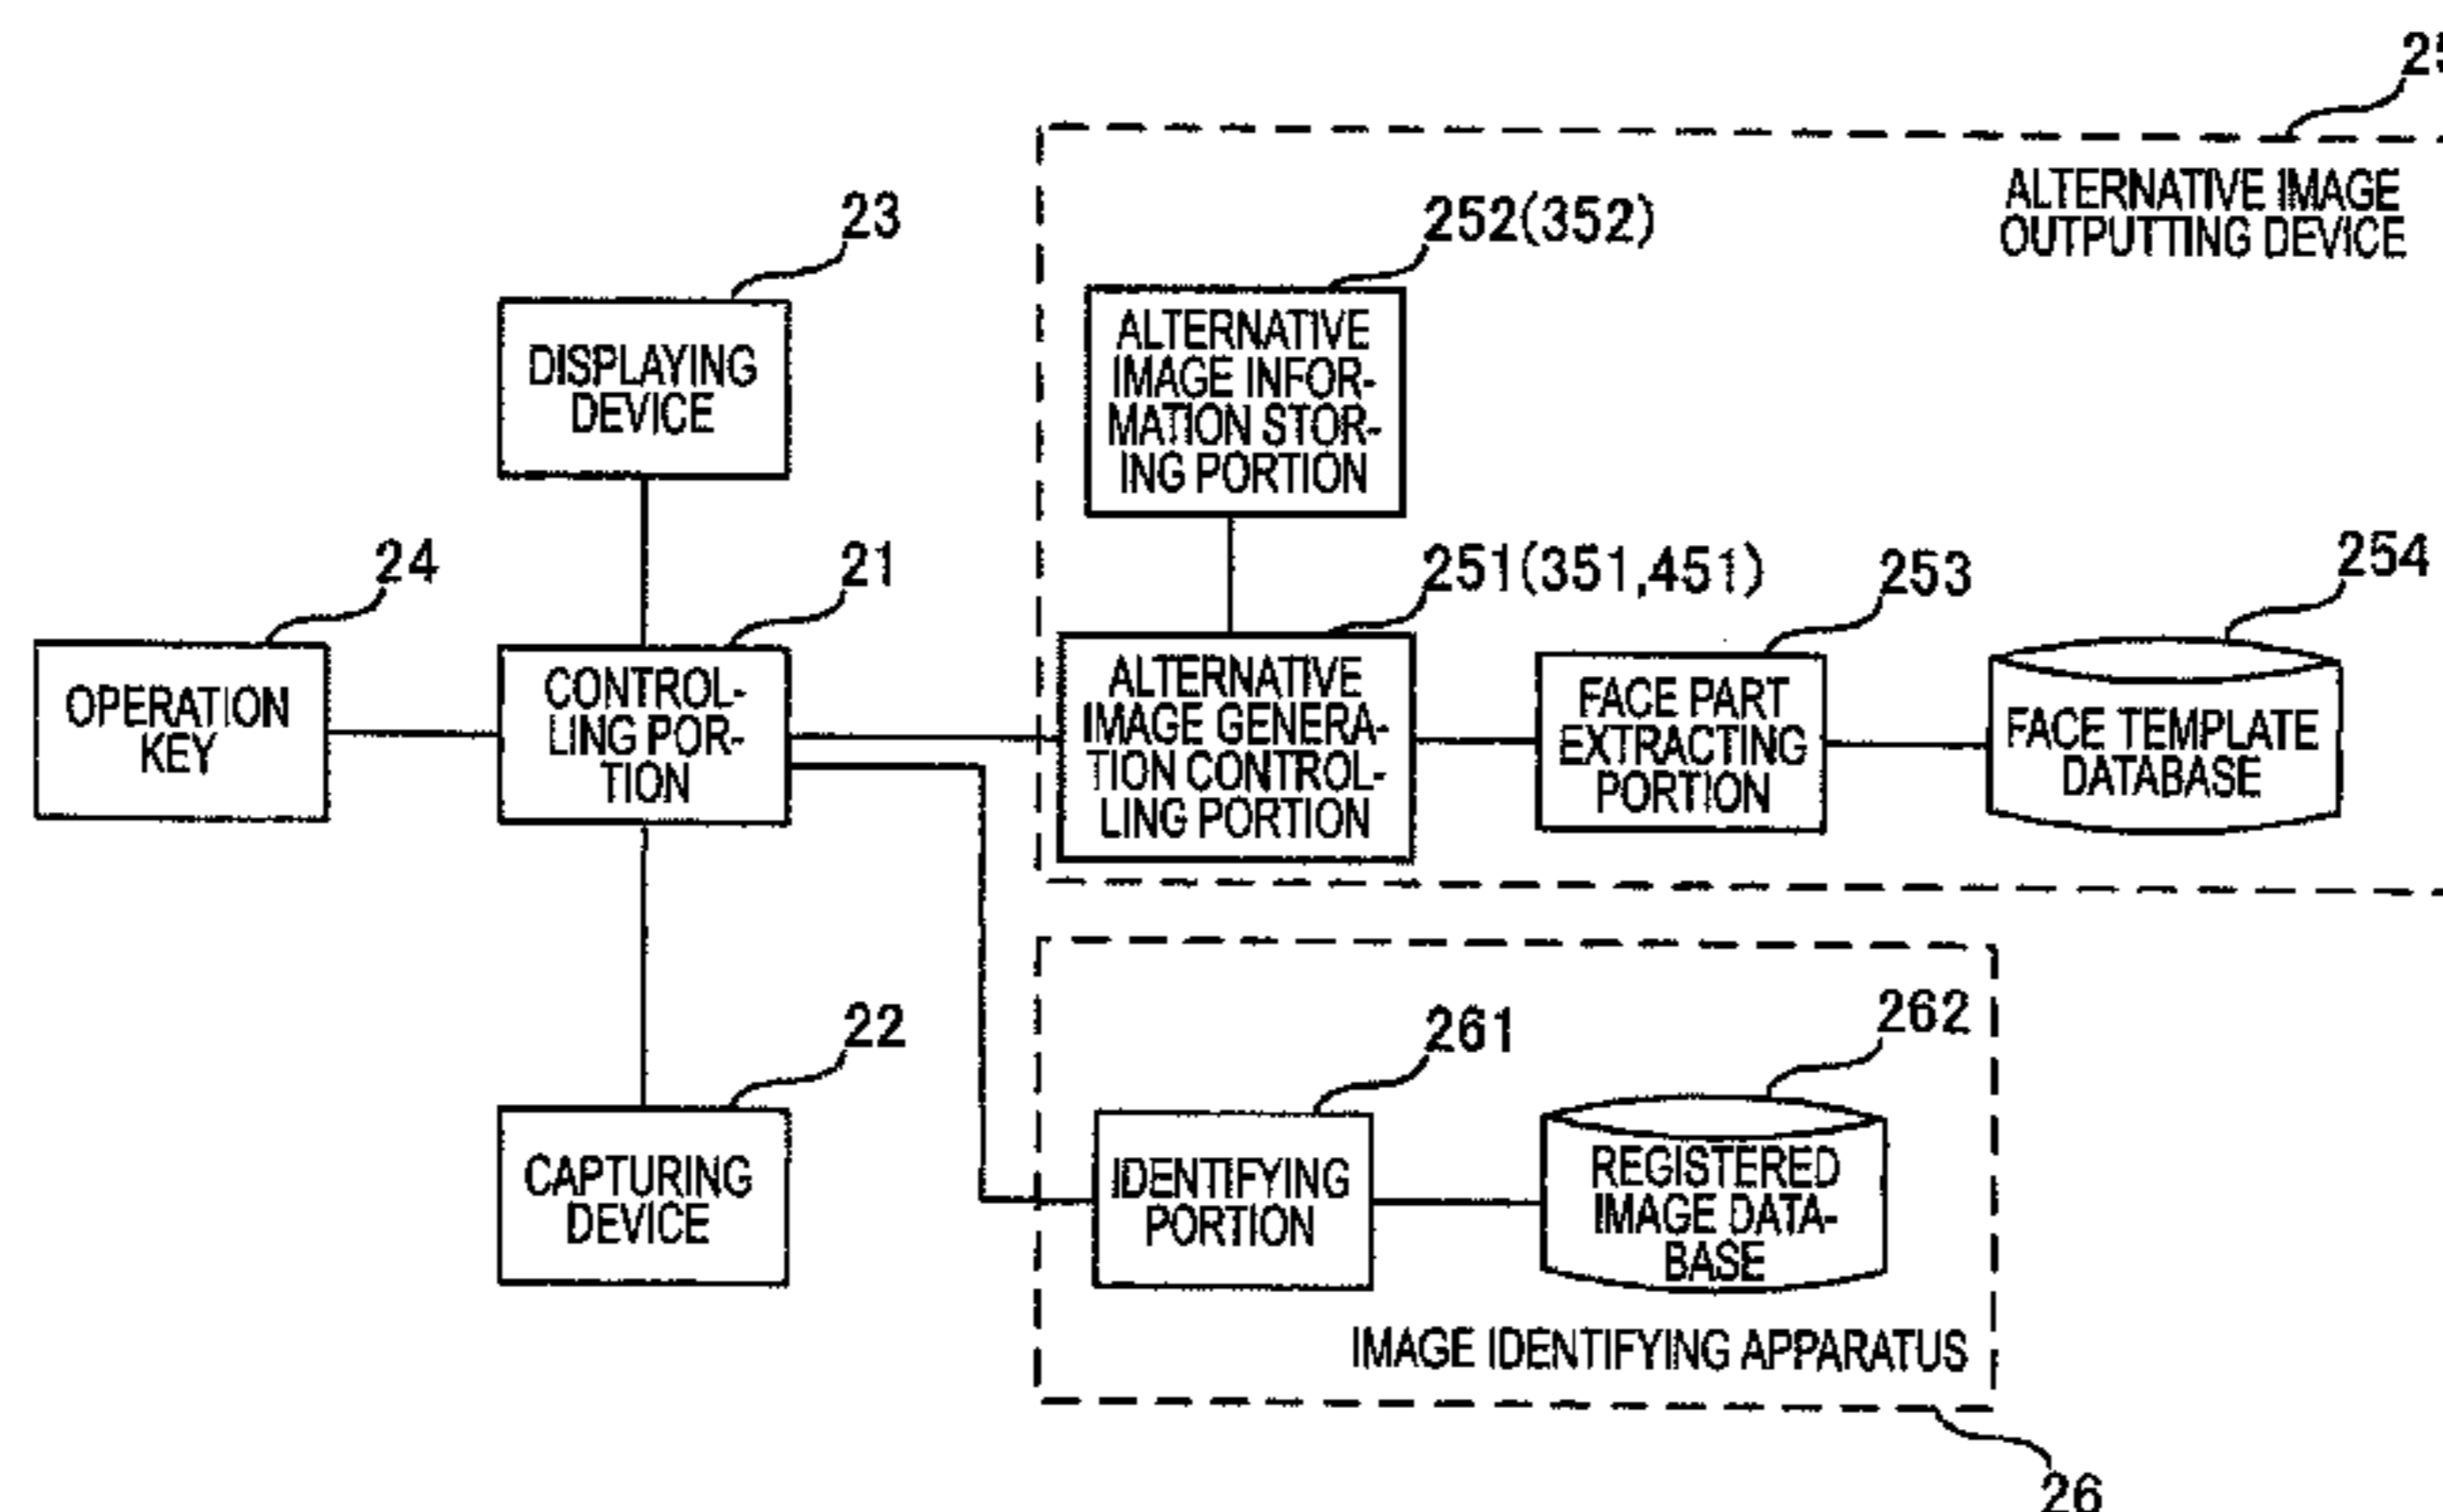 25
ALTERNATIVE IMAGE
OUTPUTTING DEVICE
23
252(352)
DISPLAYING
DEVICE
ALTERNATIVE
IMAGE INFOR-
MATION STOR-
ING PORTION
24
21
251(351,451)
253
254
OPERATION
KEY
CONTROL-
LING POR-
TION
ALTERNATIVE
IMAGE GENERA-
TION CONTROL-
LING PORTION
FACE PART
EXTRACTING
PORTION
FACE TEMPLATE
DATABASE
22
261
262
CAPTURING
DEVICE
IDENTIFYING
PORTION
REGISTERED
IMAGE DATA-
BASE
IMAGE IDENTIFYING APPARATUS
26